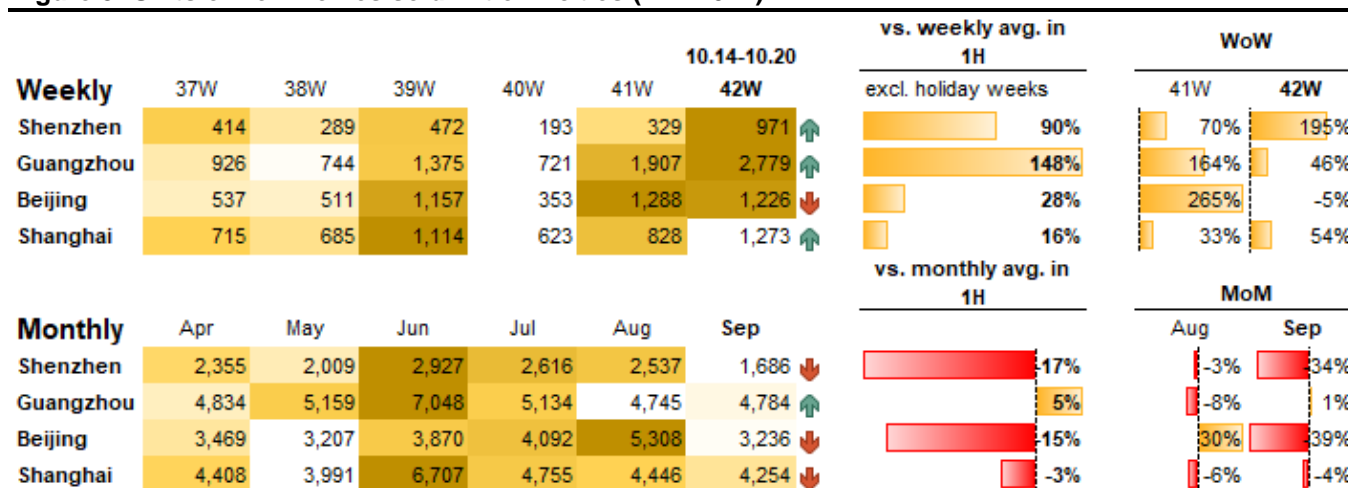 vs. weekly avg. in WoW
10.14-10.20 1H
Weekly 37W 38W 39W 40W 41W 42W excl. holiday weeks 41W 42W
Shenzhen 414 289 472 193 329 971 90% 70% 195%
Guangzhou 926 744 1,375 721 1,907 2,779 148% 164% 46%
Beijing 537 511 1,157 353 1,288 1,226 28% 265% -5%
Shanghai 715 685 1,114 623 828 1,273 16% 33% 54%
vs. monthly avg. in
1H MoM
Monthly Apr May Jun Jul Aug Sep Aug Sep
Shenzhen 2,355 2,009 2,927 2,616 2,537 1,686 -17% -3% -34%
Guangzhou 4,834 5,159 7,048 5,134 4,745 4,784 5% -8% 1%
Beijing 3,469 3,207 3,870 4,092 5,308 3,236 -15% 30% -39%
Shanghai 4,408 3,991 6,707 4,755 4,446 4,254 -3% -6% -4%